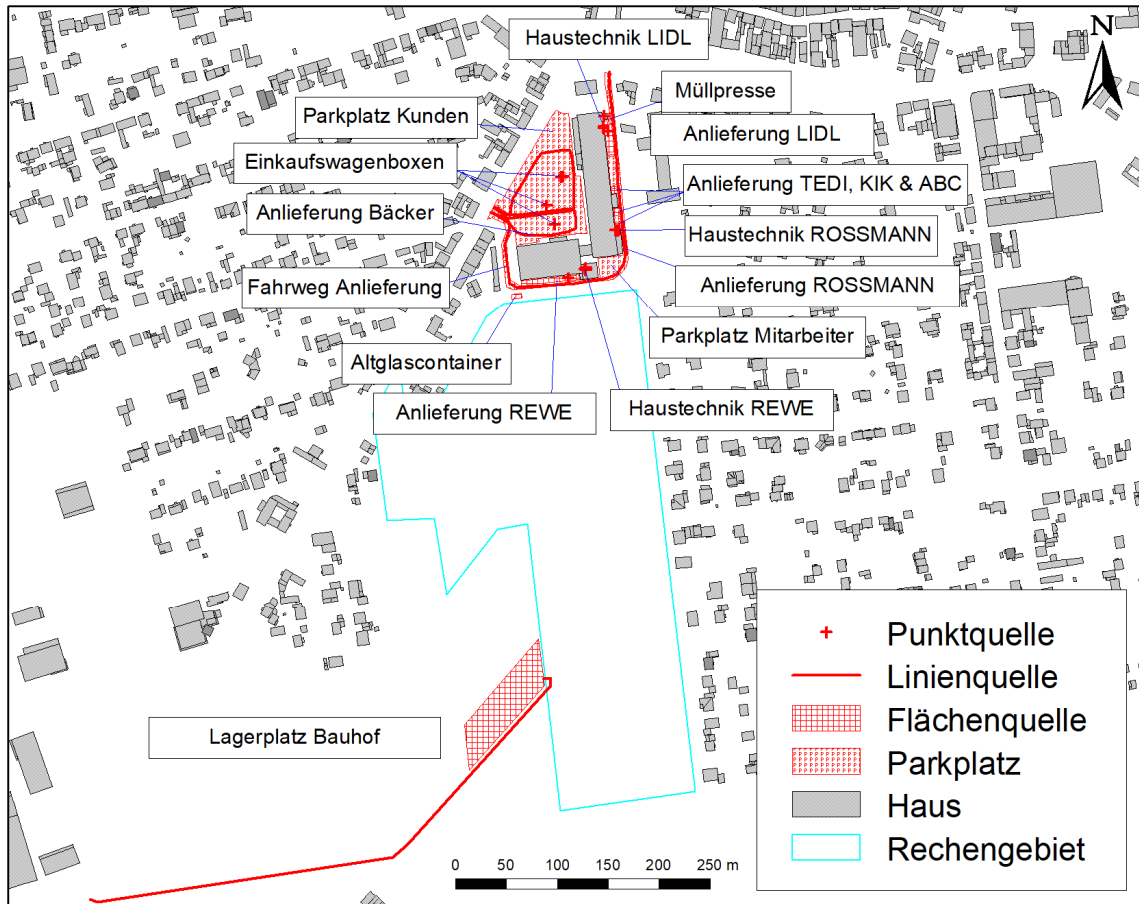 Haustechnik LIDL
N
Müllpresse
Parkplatz Kunden
Anlieferung LIDL
Einkaufswagenboxen
Anlieferung TEDI, KIK & ABC
Anlieferung Bäcker
Haustechnik ROSSMANN
Fahrweg Anlieferung
Anlieferung ROSSMANN
Parkplatz Mitarbeiter
Altglascontainer
Anlieferung REWE
Haustechnik REWE
Lagerplatz Bauhof
Punktquelle
Linienquelle
Flächenquelle
Parkplatz
Haus
Rechengebiet
0 50 100 150 200 250 m